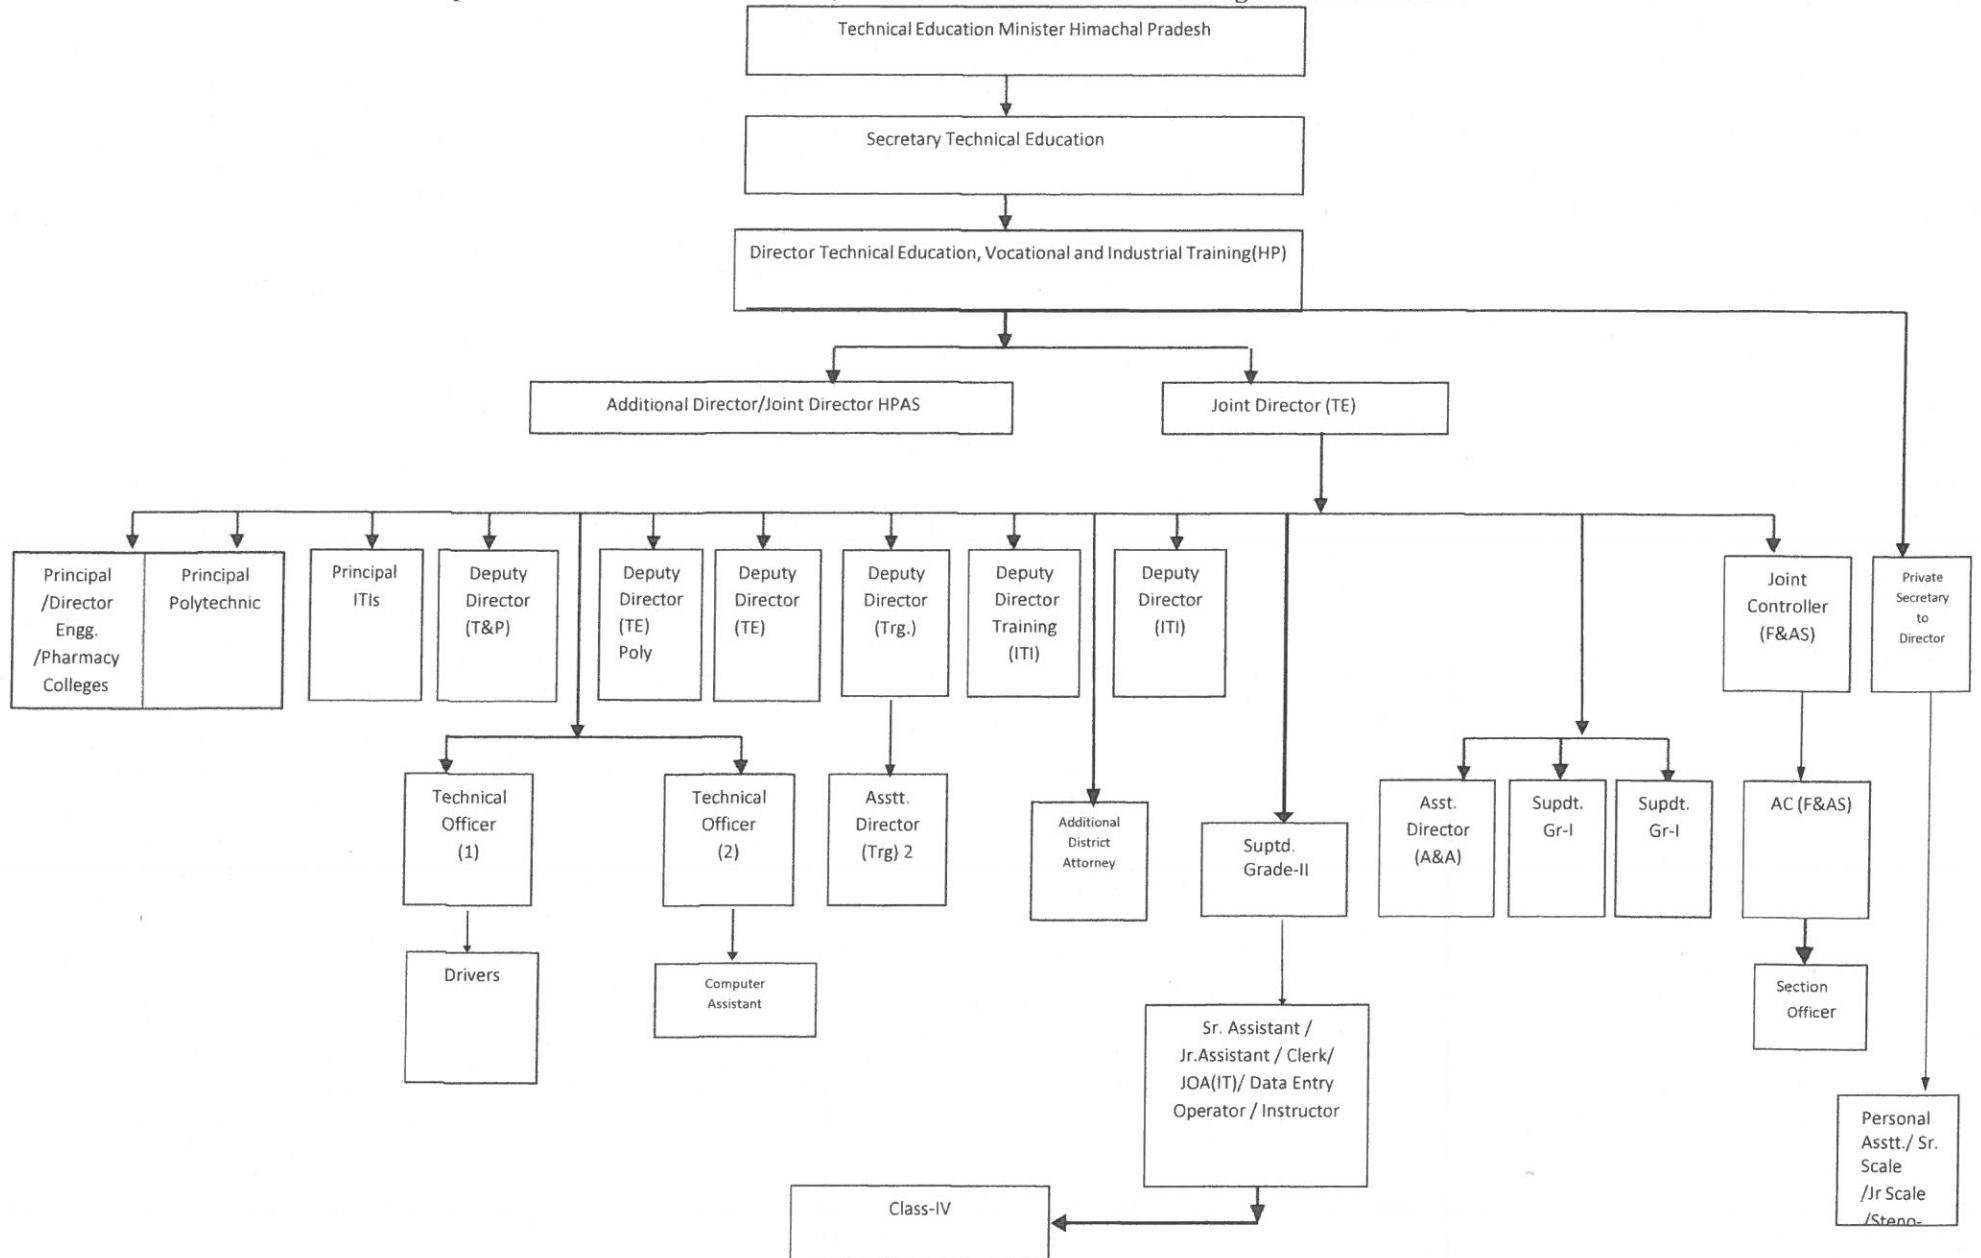 Technical Education Minister Himachal Pradesh
Secretary Technical Education
Director Technical Education, Vocational and Industrial Training(HP)
Additional Director/Joint Director HPAS
Joint Director (TE)
Principal
/Director
Engg.
/Pharmacy
Colleges
Principal
Polytechnic
Principal
ITIs
Deputy
Director
(T&P)
Deputy
Director
(TE)
Poly
Deputy
Director
(TE)
Deputy
Director
(Trg.)
Deputy
Director
Training
(ITI)
Deputy
Director
(ITI)
Joint
Controller
(F&AS)
Private
Secretary
to
Director
Technical
Officer
(1)
Technical
Officer
(2)
Asstt.
Director
(Trg) 2
Additional
District
Attorney
Suptd.
Grade-II
Asst.
Director
(A&A)
Supdt.
Gr-I
Supdt.
Gr-I
AC (F&AS)
Drivers
Computer
Assistant
Section
Officer
Sr. Assistant /
Jr.Assistant / Clerk/
JOA(IT)/ Data Entry
Operator / Instructor
Personal
Asstt./ Sr.
Scale
/Jr Scale
/Steno-
Class-IV